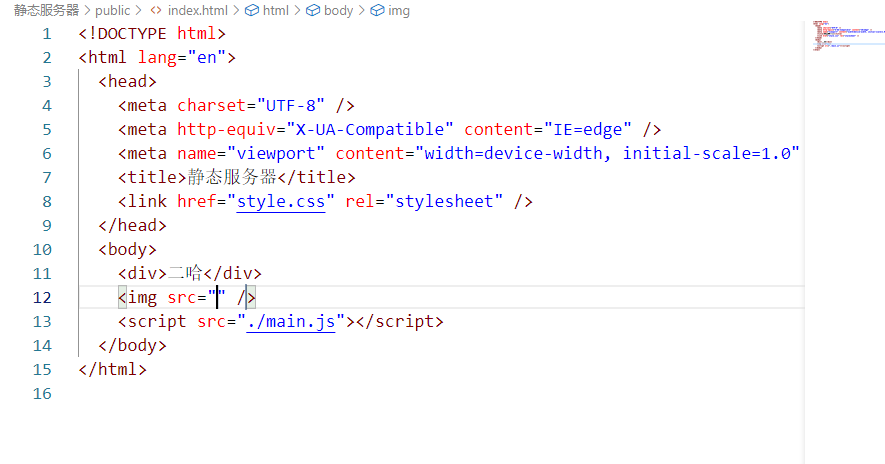 静态服务器 > public > <> index.html > html > body > img
1 <!DOCTYPE html>
2 <html lang="en">
3 <head>
4 <meta charset="UTF-8" />
5 <meta http-equiv="X-UA-Compatible" content="IE=edge" />
6 <meta name="viewport" content="width=device-width, initial-scale=1.0"
7 <title>静态服务器</title>
8 <link href="style.css" rel="stylesheet" />
9 </head>
10 <body>
11 <div>二哈</div>
12 <img src="" />
13 <script src="./main.js"></script>
14 </body>
15 </html>
16